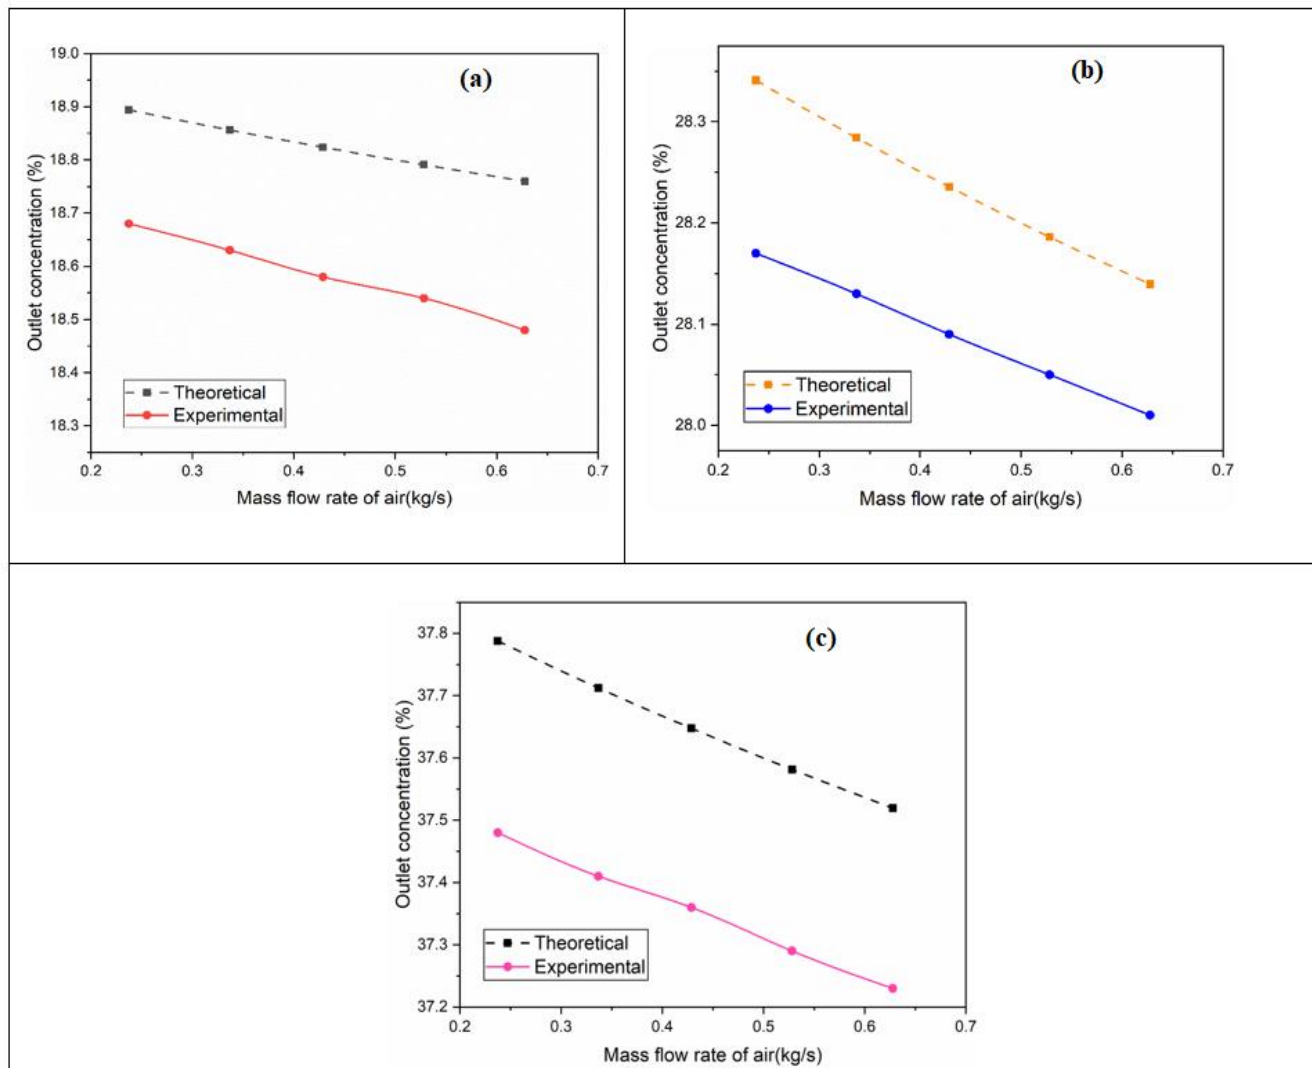 (a)
19.0
18.9
18.8
18.7
18.6
18.5
18.4
18.3
Outlet concentration (%)
Theoretical
Experimental
0.2 0.3 0.4 0.5 0.6 0.7
Mass flow rate of air(kg/s)
(b)
28.3
28.2
28.1
28.0
Outlet concentration (%)
Theoretical
Experimental
0.2 0.3 0.4 0.5 0.6 0.7
Mass flow rate of air(kg/s)
(c)
37.8
37.7
37.6
37.5
37.4
37.3
37.2
Outlet concentration (%)
Theoretical
Experimental
0.2 0.3 0.4 0.5 0.6 0.7
Mass flow rate of air(kg/s)